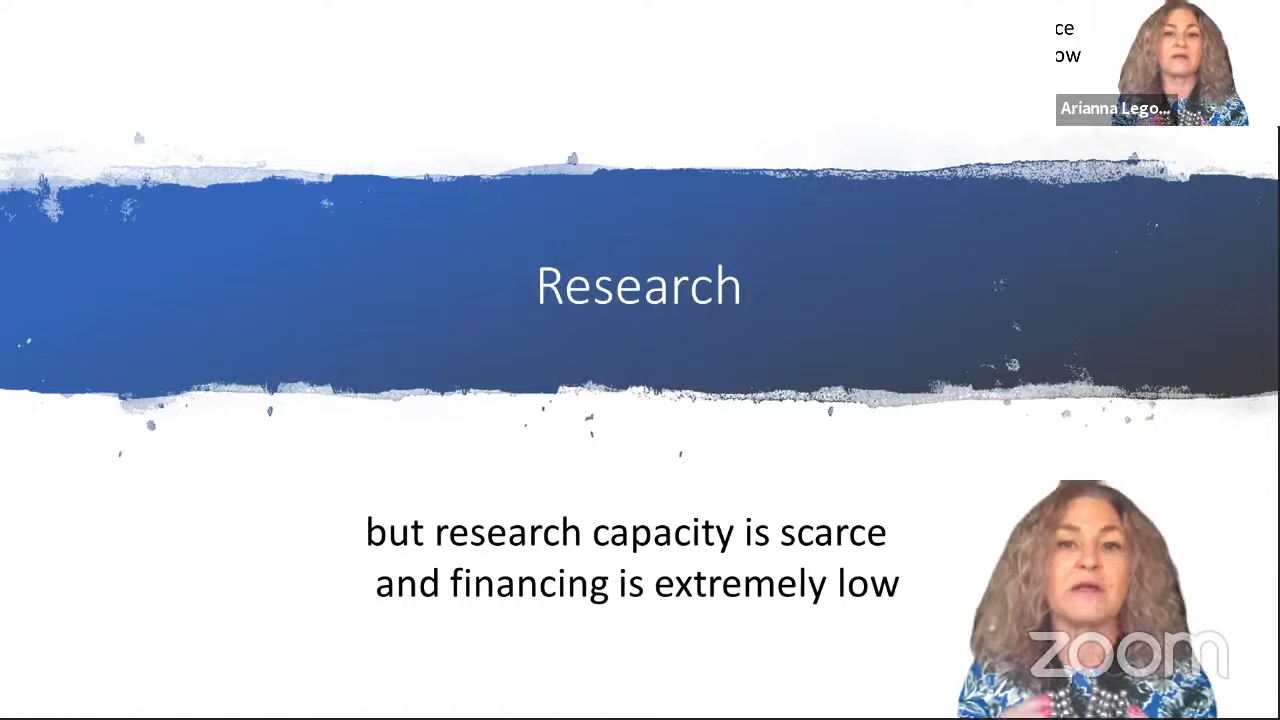 ce
ow
Arianna Lego...
Research
but research capacity is scarce
and financing is extremely low
zoom